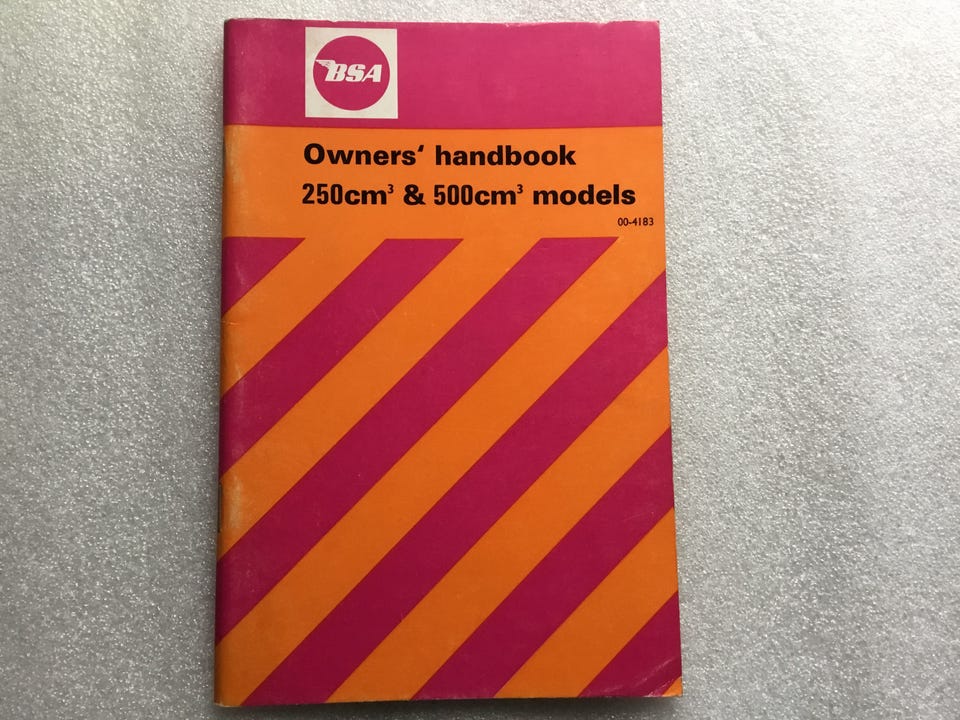 BSA
Owners‘ handbook
250cm³ & 500cm³ models
00-4183